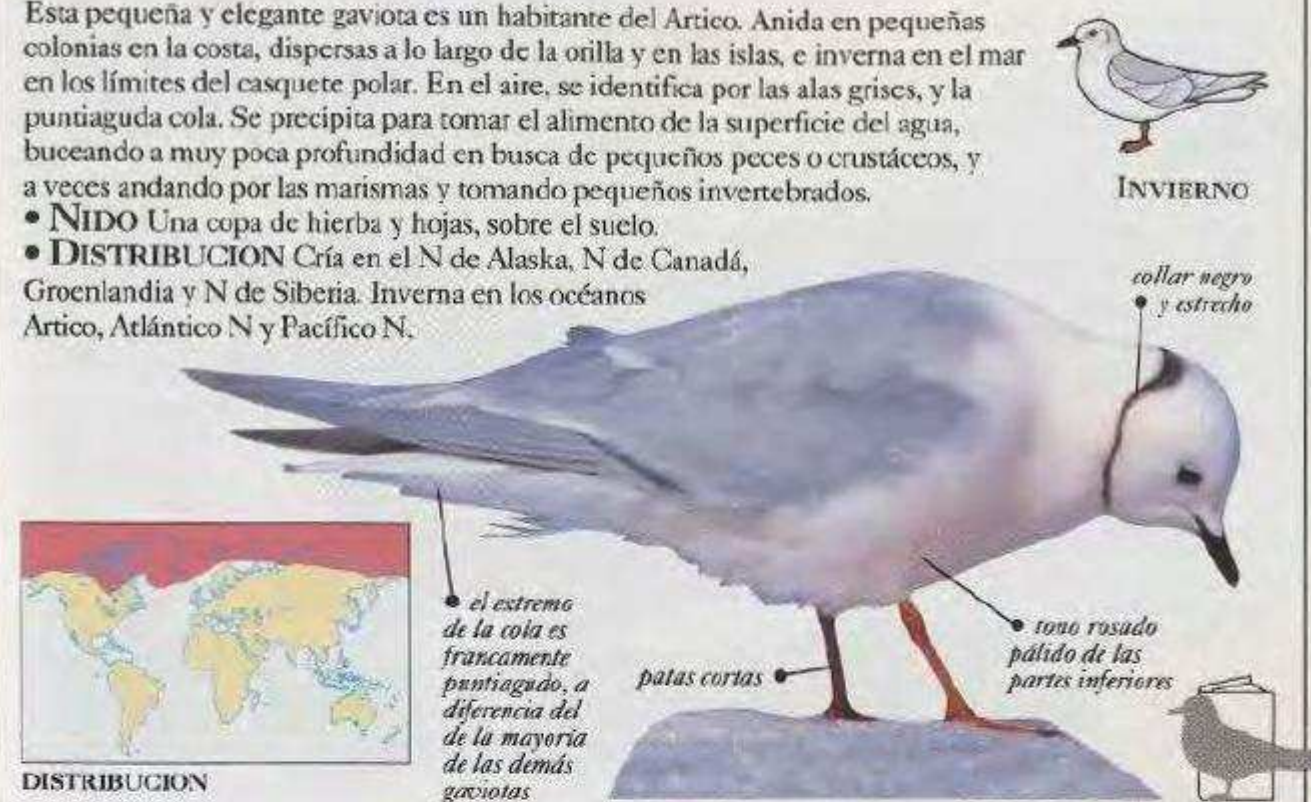 Esta pequeña y elegante gaviota es un habitante del Artico. Anida en pequeñas
colonias en la costa, dispersas a lo largo de la orilla y en las islas, e inverna en el mar
en los límites del casquete polar. En el aire, se identifica por las alas grises, y la
puntiaguda cola. Se precipita para tomar el alimento de la superficie del agua,
buceando a muy poca profundidad en busca de pequeños peces o crustáceos, y
a veces andando por las marismas y tomando pequeños invertebrados.
• NIDO Una copa de hierba y hojas, sobre el suelo.
• DISTRIBUCION Cría en el N de Alaska, N de Canadá,
Groenlandia y N de Siberia. Inverna en los océanos
Artico, Atlántico N y Pacífico N.
INVIERNO
collar negro
y estrecho
el extremo
de la cola es
francamente
puntiagudo, a
diferencia del
de la mayoría
de las demás
gaviotas
patas cortas
tono rosado
pálido de las
partes inferiores
DISTRIBUCION